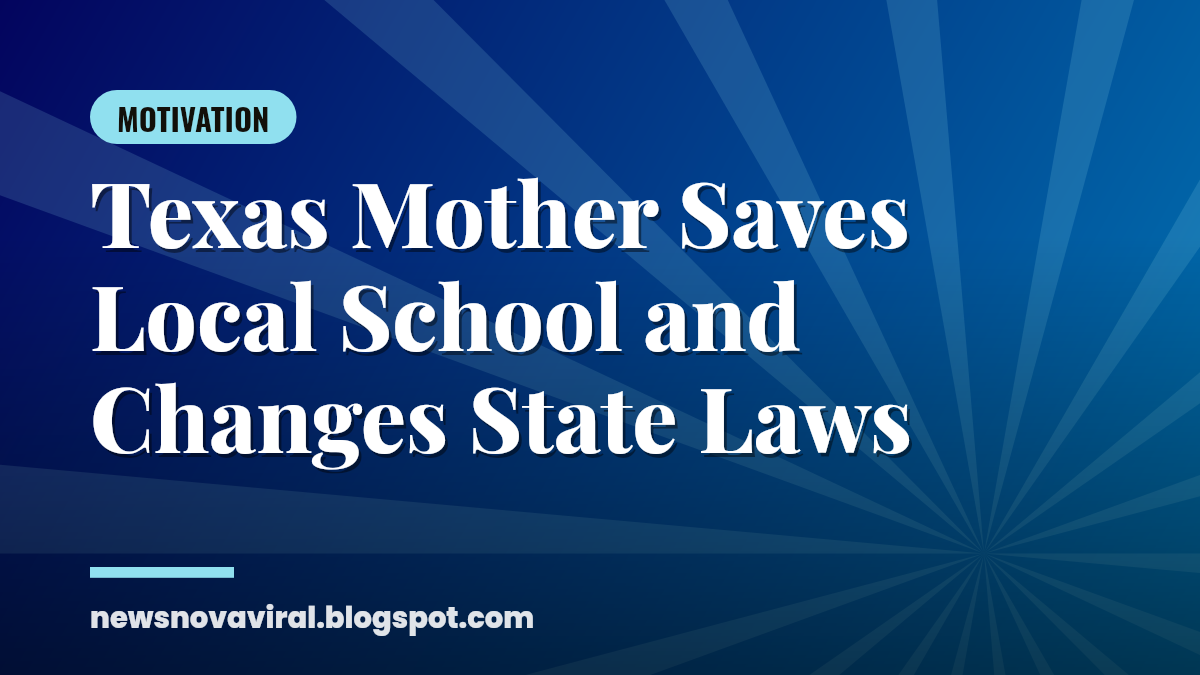 MOTIVATION
Texas Mother Saves
Local School and
Changes State Laws
newsnovaviral.blogspot.com